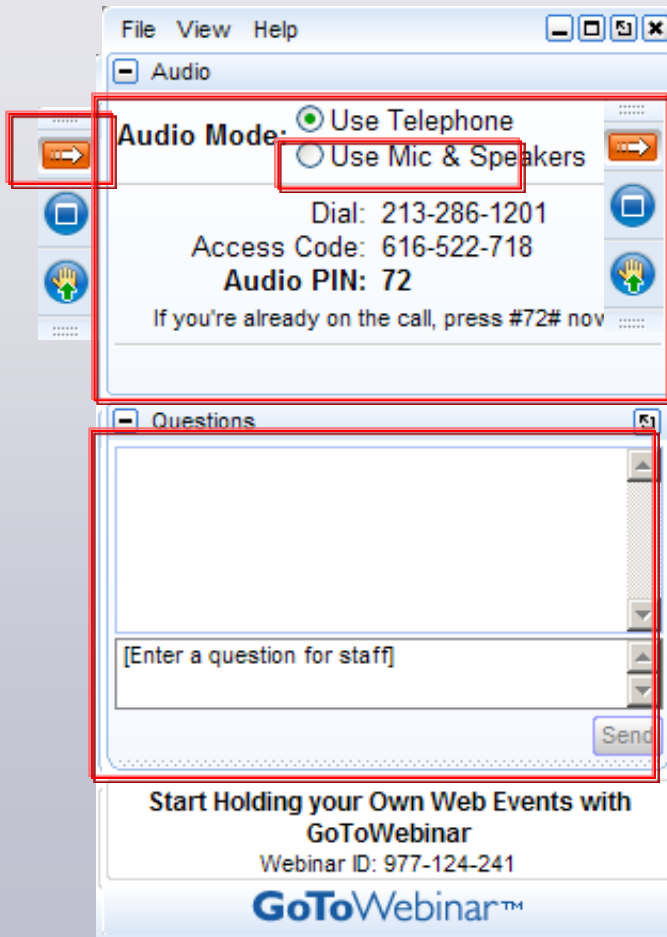 File View Help
Audio
Audio Mode: Use Telephone
Use Mic & Speakers
Dial: 213-286-1201
Access Code: 616-522-718
Audio PIN: 72
If you're already on the call, press #72# now
Questions
[Enter a question for staff]
Send
Start Holding your Own Web Events with
GoToWebinar
Webinar ID: 977-124-241
GoToWebinar™